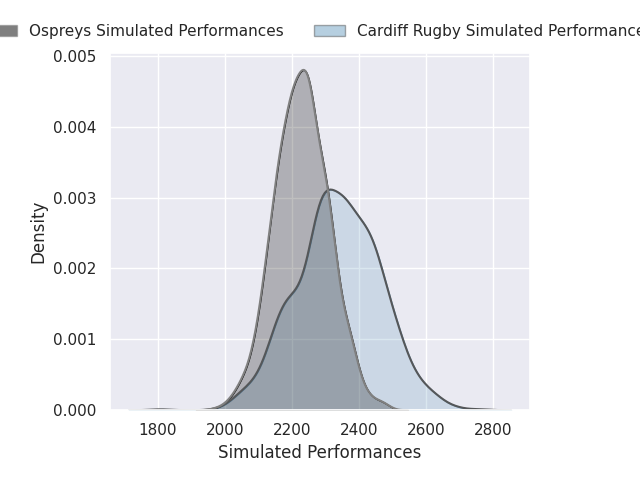 Ospreys Simulated Performances Cardiff Rugby Simulated Performance
0.005
0.004
0.003
0.002
0.001
0.000
Density
1800 2000 2200 2400 2600 2800
Simulated Performances